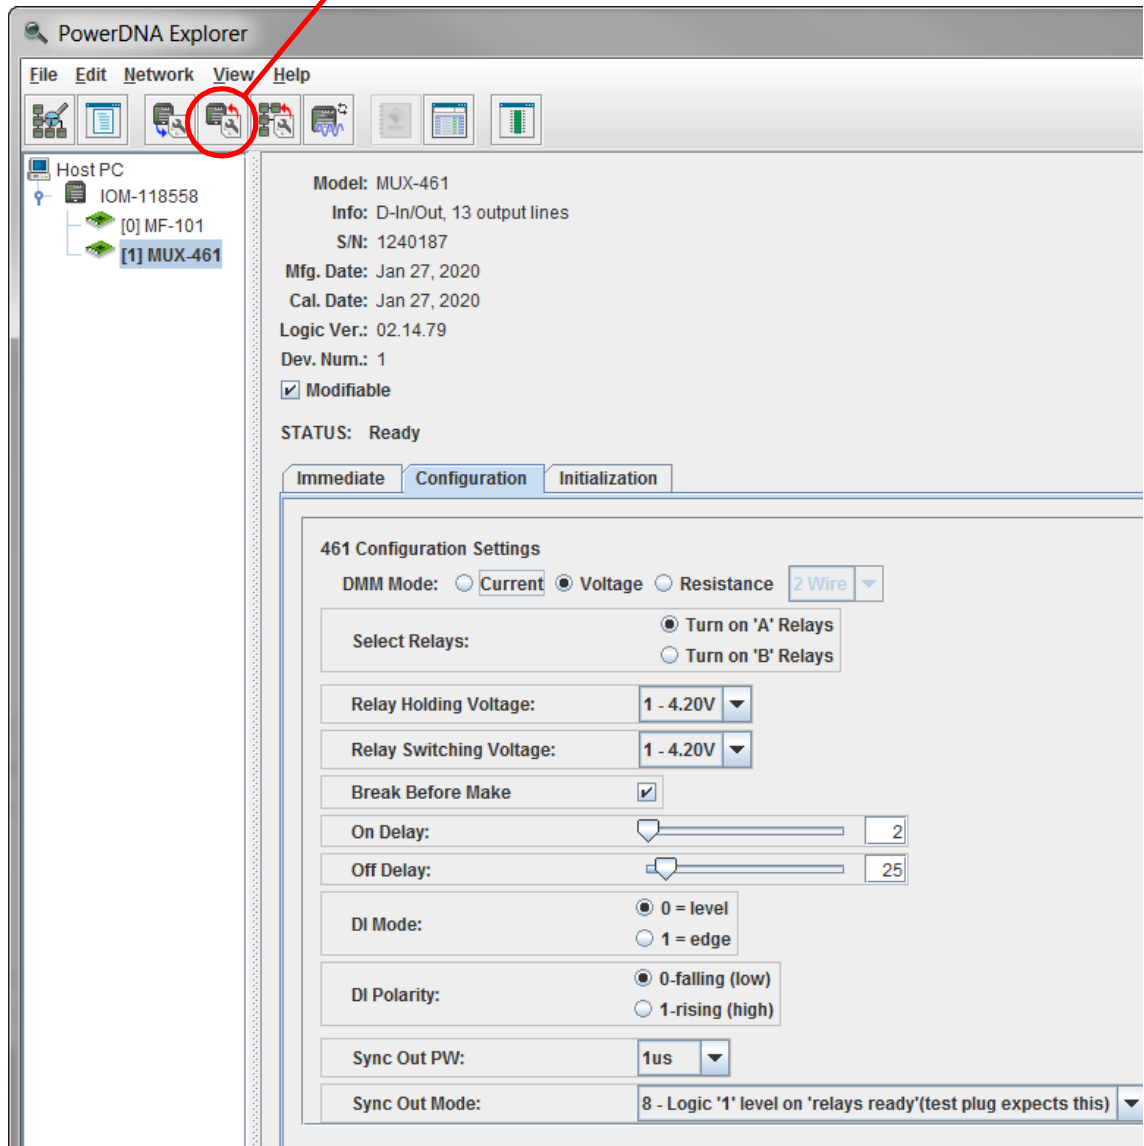 PowerDNA Explorer
File Edit Network View Help
Host PC
IOM-118558
[0] MF-101
[1] MUX-461
Model: MUX-461
Info: D-In/Out, 13 output lines
S/N: 1240187
Mfg. Date: Jan 27, 2020
Cal. Date: Jan 27, 2020
Logic Ver.: 02.14.79
Dev. Num.: 1
Modifiable
STATUS: Ready
Immediate Configuration Initialization
461 Configuration Settings
DMM Mode: Current Voltage Resistance 2 Wire
Select Relays:
Turn on 'A' Relays
Turn on 'B' Relays
Relay Holding Voltage: 1 - 4.20V
Relay Switching Voltage: 1 - 4.20V
Break Before Make
On Delay: 2
Off Delay: 25
DI Mode:
0 = level
1 = edge
DI Polarity:
0-falling (low)
1-rising (high)
Sync Out PW: 1us
Sync Out Mode: 8 - Logic '1' level on 'relays ready'(test plug expects this)